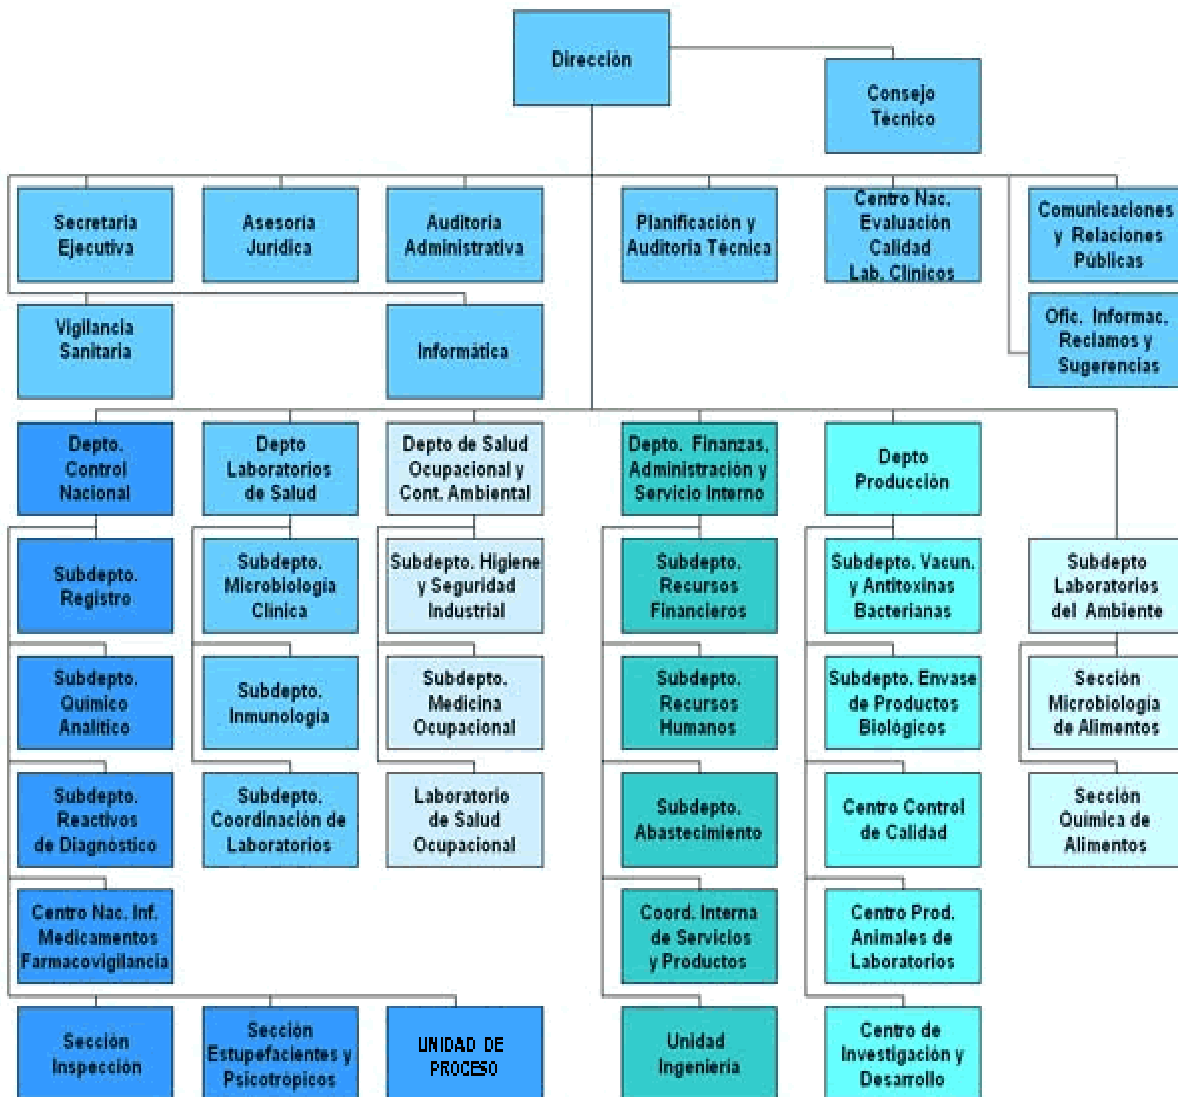 Dirección
Consejo
Técnico
Secretaria
Ejecutiva
Asesoría
Jurídica
Auditoria
Administrativa
Planificación y
Auditoria Técnica
Centro Nac.
Evaluación
Calidad
Lab. Clínicos
Comunicaciones
y Relaciones
Públicas
Vigilancia
Sanitaria
Informática
Ofic. Informac.
Reclamos y
Sugerencias
Depto.
Control
Nacional
Depto
Laboratorios
de Salud
Depto de Salud
Ocupacional y
Cont. Ambiental
Depto. Finanzas,
Administración y
Servicio Interno
Depto
Producción
Subdepto.
Registro
Subdepto.
Microbiología
Clínica
Subdepto. Higiene
y Seguridad
Industrial
Subdepto.
Recursos
Financieros
Subdepto. Vacun.
y Antitoxinas
Bacterianas
Subdepto
Laboratorios
del Ambiente
Subdepto.
Químico
Analítico
Subdepto.
Inmunología
Subdepto.
Medicina
Ocupacional
Subdepto.
Recursos
Humanos
Subdepto. Envase
de Productos
Biológicos
Sección
Microbiología
de Alimentos
Subdepto.
Reactivos
de Diagnóstico
Subdepto.
Coordinación de
Laboratorios
Laboratorio
de Salud
Ocupacional
Subdepto.
Abastecimiento
Centro Control
de Calidad
Sección
Química de
Alimentos
Centro Nac. Inf.
Medicamentos
Farmacovigilancia
Coord. Interna
de Servicios
y Productos
Centro Prod.
Animales de
Laboratorios
Sección
Inspección
Sección
Estupefacientes y
Psicotrópicos
UNIDAD DE
PROCESO
Unidad
Ingeniería
Centro de
Investigación y
Desarrollo